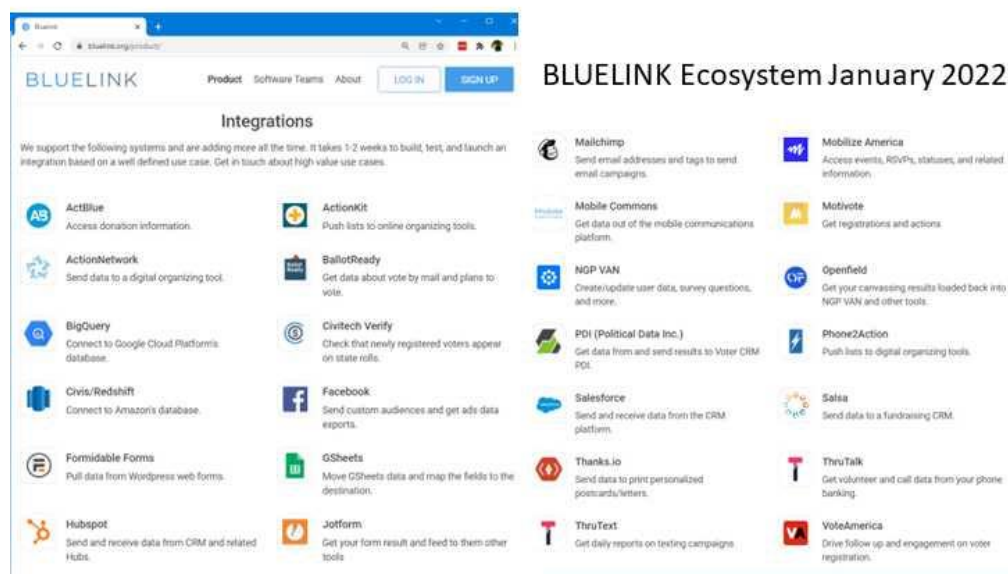 Bluelink
bluelink.org/product/
BLUELINK
Product Software Teams About LOG IN SIGN UP
Integrations
We support the following systems and are adding more all the time. It takes 1-2 weeks to build, test, and launch an
integration based on a well defined use case. Get in touch about high value use cases.
AB
ActBlue
Access donation information.
ActionKit
Push lists to online organizing tools.
ActionNetwork
Send data to a digital organizing tool.
Ballot
Ready
BallotReady
Get data about vote by mail and plans to
vote.
BigQuery
Connect to Google Cloud Platform's
database.
Civitech Verify
Check that newly registered voters appear
on state rolls.
Civis/Redshift
Connect to Amazon's database.
Facebook
Send custom audiences and get ads data
exports.
Formidable Forms
Pull data from Wordpress web forms.
GSheets
Move GSheets data and map the fields to the
destination.
Hubspot
Send and receive data from CRM and related
Hubs.
Jotform
Get your form result and feed to them other
tools
BLUELINK Ecosystem January 2022
Mailchimp
Send email addresses and tags to send
email campaigns.
Mobilize America
Access events, RSVPs, statuses, and related
information.
Mobile Commons
Get data out of the mobile communications
platform.
Motivote
Get registrations and actions
NGP VAN
Create/update user data, survey questions,
and more.
OF
Openfield
Get your canvassing results loaded back into
NGP VAN and other tools.
PDI (Political Data Inc.)
Get data from and send results to Voter CRM
PDI.
Phone2Action
Push lists to digital organizing tools.
Salesforce
Send and receive data from the CRM
platform.
Salsa
Send data to a fundraising CRM.
Thanks.io
Send data to print personalized
postcards/letters.
ThruTalk
Get volunteer and call data from your phone
banking.
ThruText
Get daily reports on texting campaigns
VA
VoteAmerica
Drive follow up and engagement on voter
registration.